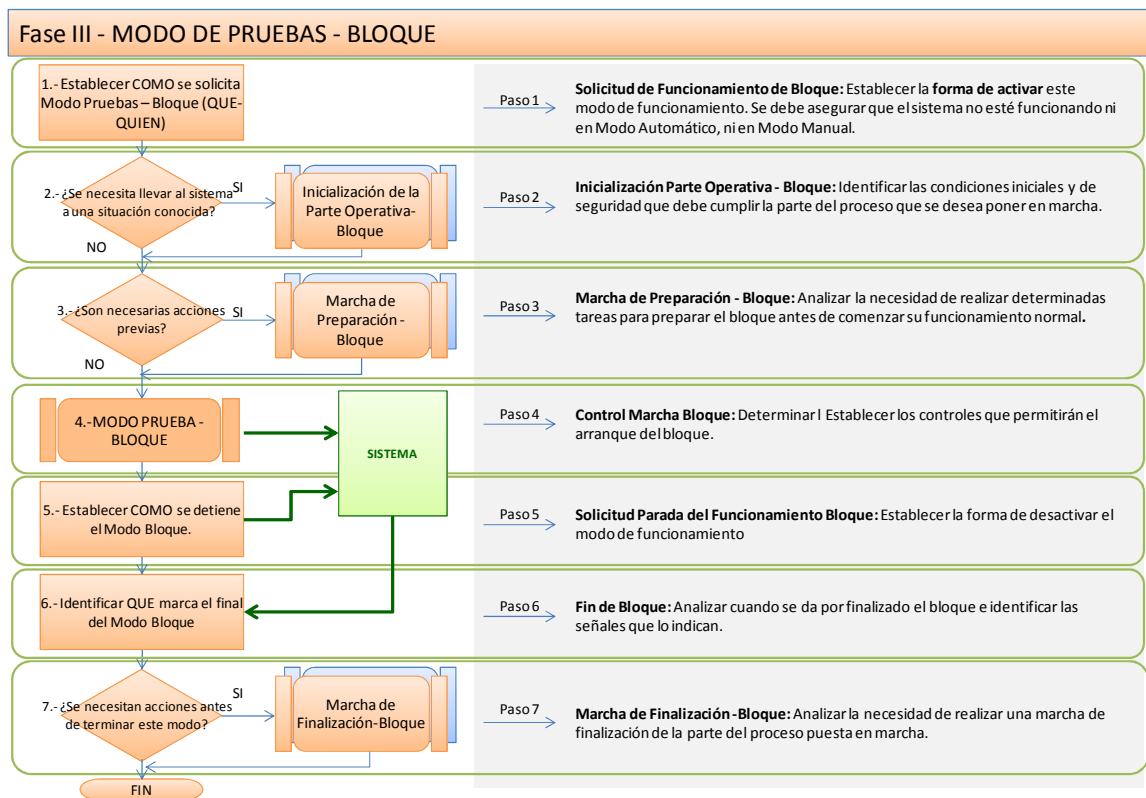 Fase III - MODO DE PRUEBAS - BLOQUE
1.- Establecer COMO se solicita
Modo Pruebas – Bloque (QUE-
QUIEN)
Paso 1
Solicitud de Funcionamiento de Bloque: Establecer la forma de activar este
modo de funcionamiento. Se debe asegurar que el sistema no esté funcionando ni
en Modo Automático, ni en Modo Manual.
2.- ¿Se necesita llevar al sistema
a una situación conocida?
SI
NO
Inicialización de la
Parte Operativa-
Bloque
Paso 2
Inicialización Parte Operativa - Bloque: Identificar las condiciones iniciales y de
seguridad que debe cumplir la parte del proceso que se desea poner en marcha.
3.- ¿Son necesarias acciones
previas?
SI
NO
Marcha de
Preparación -
Bloque
Paso 3
Marcha de Preparación - Bloque: Analizar la necesidad de realizar determinadas
tareas para preparar el bloque antes de comenzar su funcionamiento normal.
4.-MODO PRUEBA -
BLOQUE
SISTEMA
Paso 4
Control Marcha Bloque: Determinar l Establecer los controles que permitirán el
arranque del bloque.
5.- Establecer COMO se detiene
el Modo Bloque.
Paso 5
Solicitud Parada del Funcionamiento Bloque: Establecer la forma de desactivar el
modo de funcionamiento
6.- Identificar QUE marca el final
del Modo Bloque
Paso 6
Fin de Bloque: Analizar cuando se da por finalizado el bloque e identificar las
señales que lo indican.
7.- ¿Se necesitan acciones antes
de terminar este modo?
SI
Marcha de
Finalización-Bloque
Paso 7
Marcha de Finalización -Bloque: Analizar la necesidad de realizar una marcha de
finalización de la parte del proceso puesta en marcha.
FIN